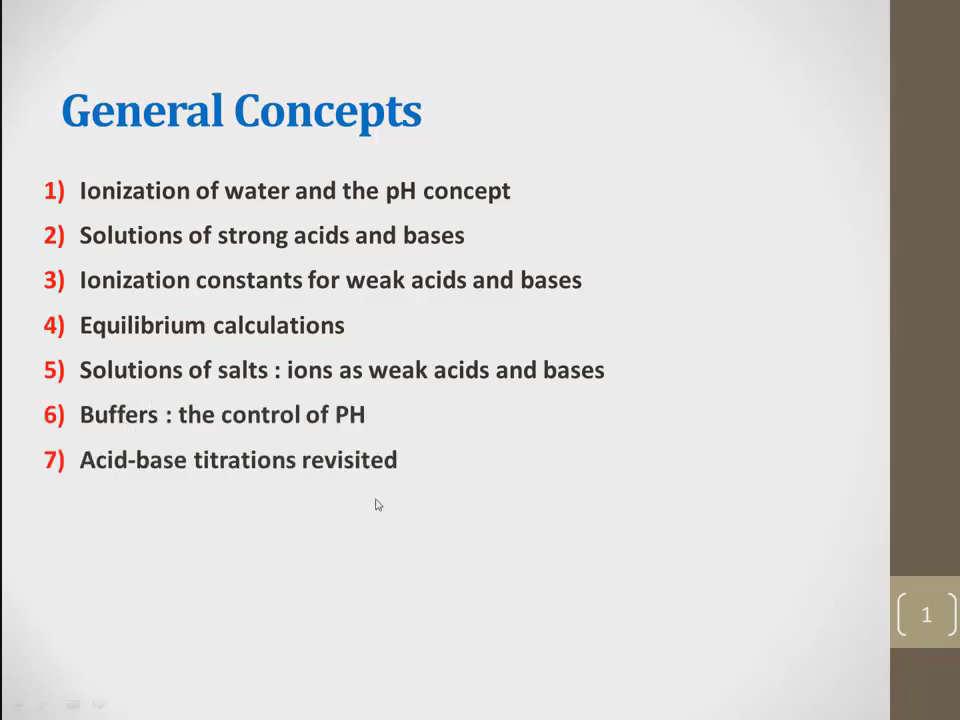 General Concepts
1) Ionization of water and the pH concept
2) Solutions of strong acids and bases
3) Ionization constants for weak acids and bases
4) Equilibrium calculations
5) Solutions of salts : ions as weak acids and bases
6) Buffers : the control of PH
7) Acid-base titrations revisited
1